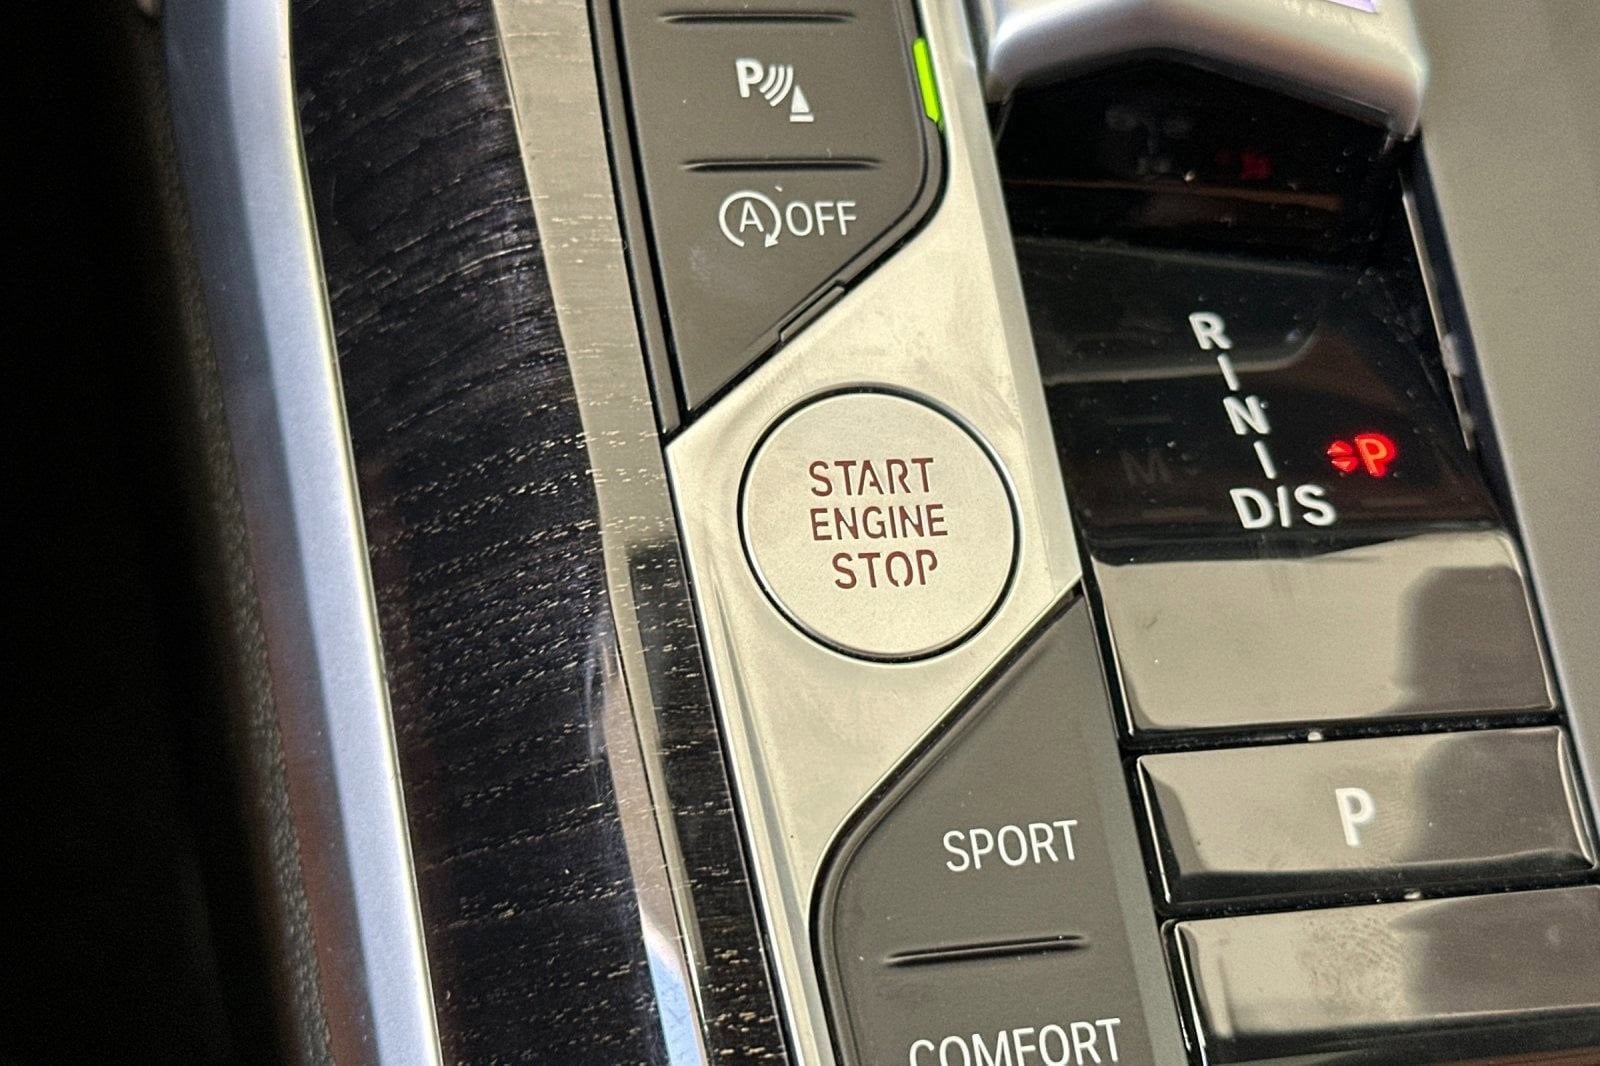 P
A OFF
R
N
P
D/S
START
ENGINE
STOP
P
SPORT
COMFORT